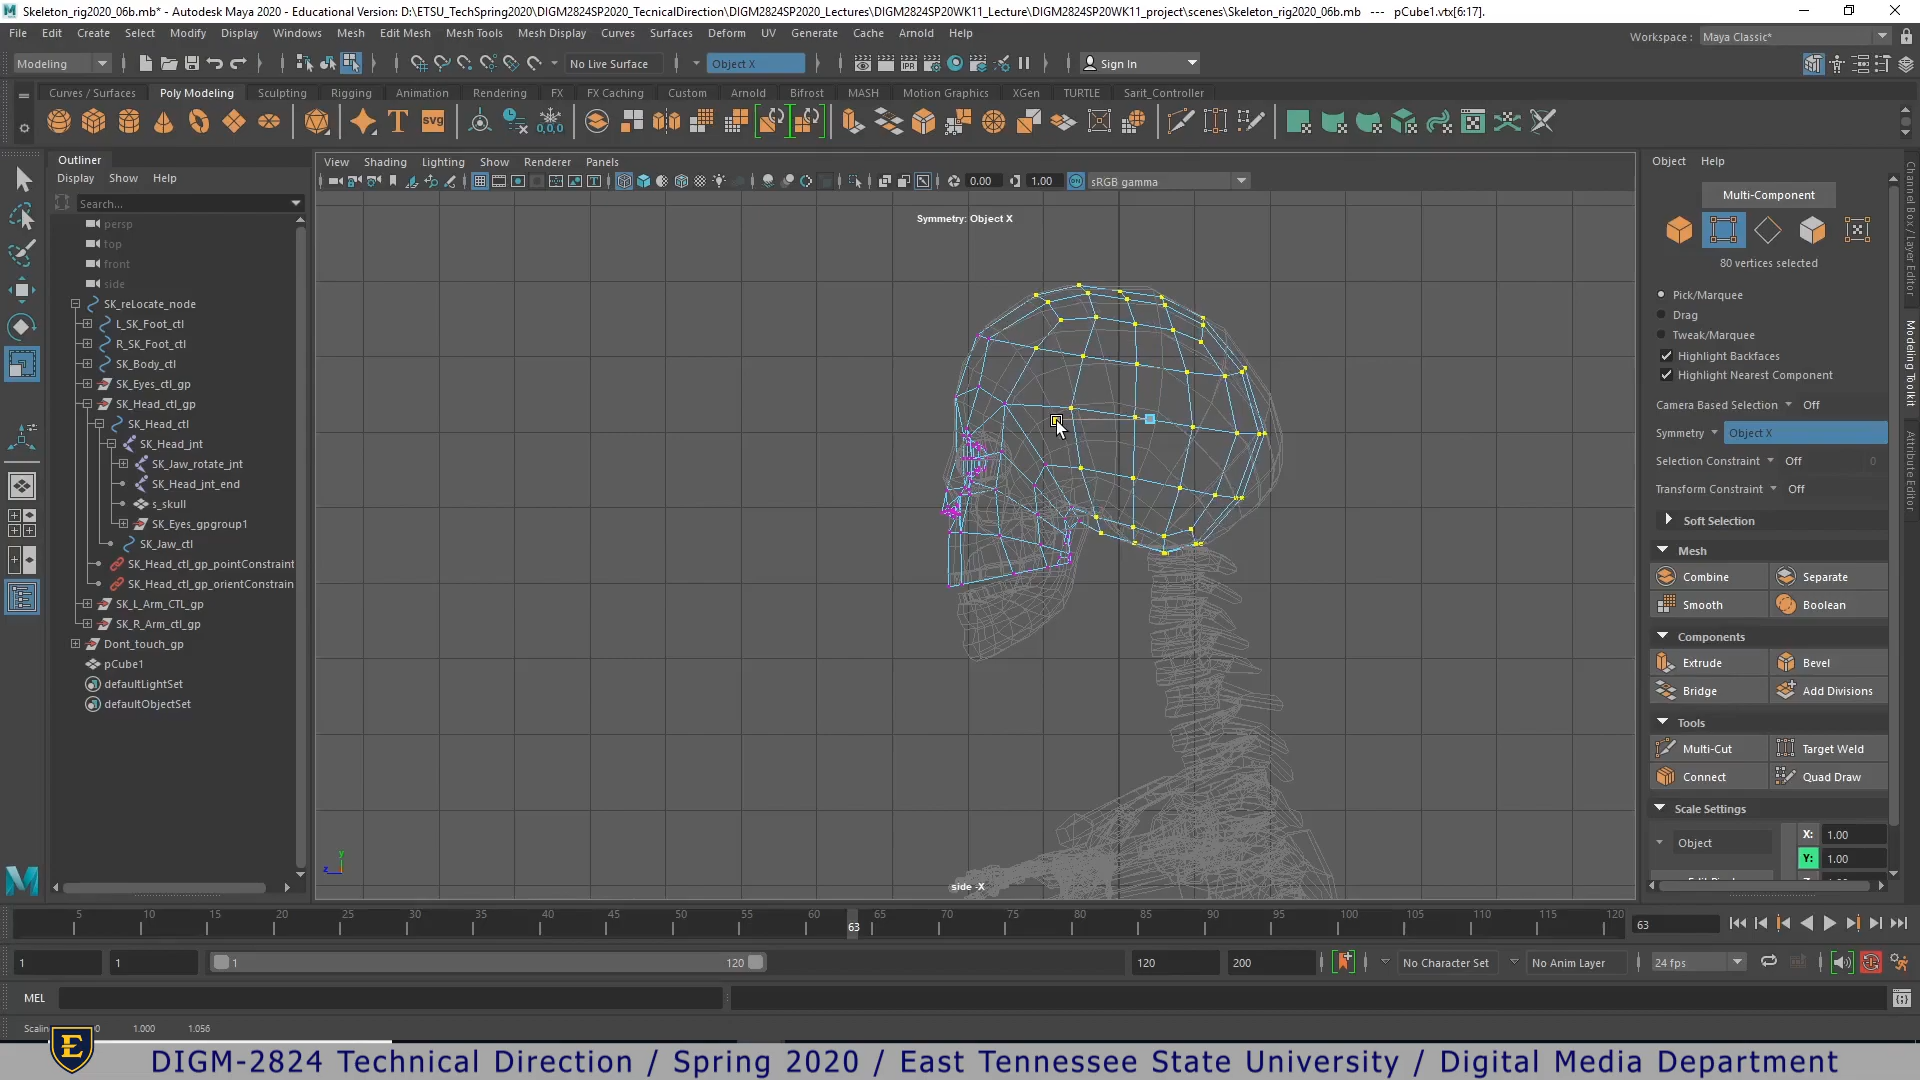 Skeleton_rig2020_06b.mb* - Autodesk Maya 2020 - Educational Version: D:\ETSU_TechSpring2020\DIGM2824SP2020_TecnicalDirection\DIGM2824SP20_Lectures\DIGM2824SP20WK11_Lecture\DIGM2824SP20WK11_project\scenes\Skeleton_rig2020_06b.mb --- pCube1.vtx[6:17].
File Edit Create Select Modify Display Windows Mesh Edit Mesh Mesh Tools Mesh Display Curves Surfaces Deform UV Generate Cache Arnold Help
Workspace : Maya Classic*
Modeling No Live Surface Object X Sign In
Curves / Surfaces Poly Modeling Sculpting Rigging Animation Rendering FX FX Caching Custom Arnold Bifrost MASH Motion Graphics XGen TURTLE Sarit_Controller
Outliner
Display Show Help
Search...
persp
top
front
side
SK_reLocate_node
L_SK_Foot_ctl
R_SK_Foot_ctl
SK_Body_ctl
SK_Eyes_ctl_gp
SK_Head_ctl_gp
SK_Head_ctl
SK_Head_jnt
SK_Jaw_rotate_jnt
SK_Head_jnt_end
s_skull
SK_Eyes_gpgroup1
SK_Jaw_ctl
SK_Head_ctl_gp_pointConstraint
SK_Head_ctl_gp_orientConstrain
SK_L_Arm_CTL_gp
SK_R_Arm_ctl_gp
Dont_touch_gp
pCube1
defaultLightSet
defaultObjectSet
View Shading Lighting Show Renderer Panels
0.00 1.00 sRGB gamma
Symmetry: Object X
side -X
Object Help
Multi-Component
80 vertices selected
Pick/Marquee
Drag
Tweak/Marquee
Highlight Backfaces
Highlight Nearest Component
Camera Based Selection Off
Symmetry Object X
Selection Constraint Off 0
Transform Constraint Off
Soft Selection
Mesh
Combine Separate
Smooth Boolean
Components
Extrude Bevel
Bridge Add Divisions
Tools
Multi-Cut Target Weld
Connect Quad Draw
Scale Settings
Object X: 1.00
Y: 1.00
Channel Box / Layer Editor
Modeling Toolkit
Attribute Editor
5 10 15 20 25 30 35 40 45 50 55 60 65 70 75 80 85 90 95 100 105 110 115 120
63 63
1 1 1 120 120 200 No Character Set No Anim Layer 24 fps
MEL
1.000 1.056
E DIGM-2824 Technical Direction / Spring 2020 / East Tennessee State University / Digital Media Department